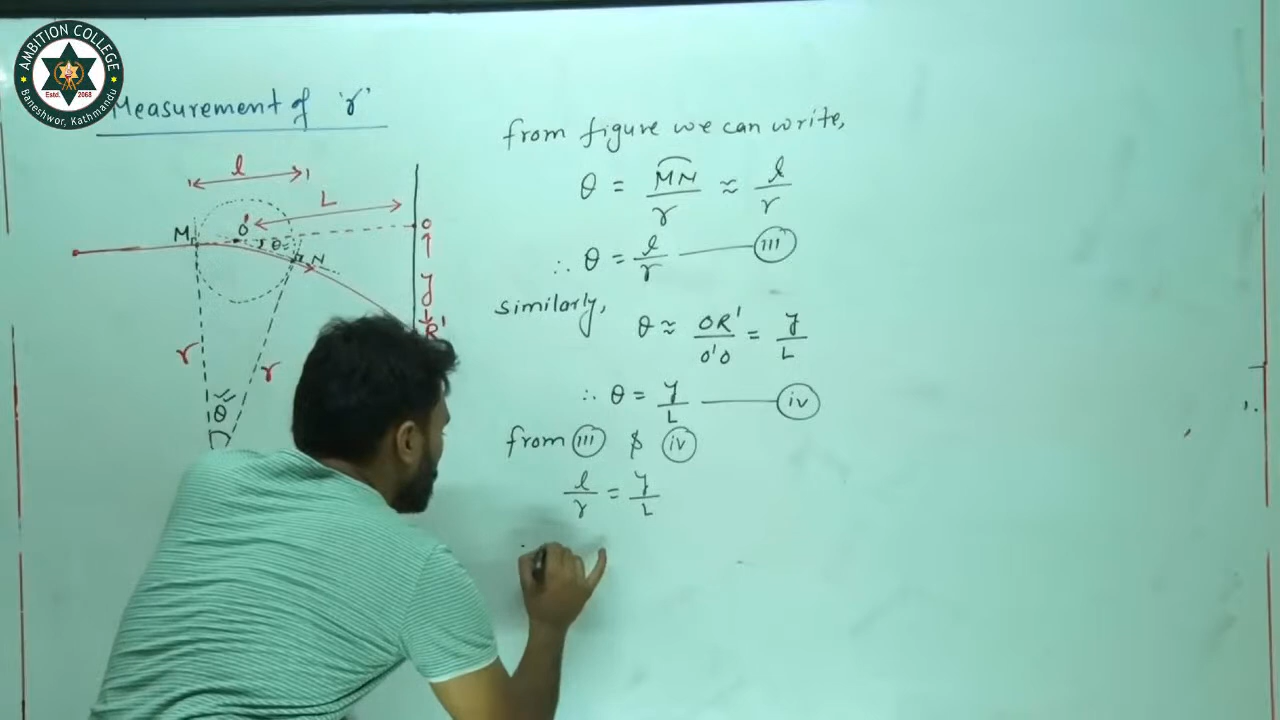 AMBITION COLLEGE
Estd. 2068
Baneshwor, Kathmandu
Measurement of 'r'
l
L
M O' θ N O
y
R'
r r
θ
from figure we can write,
θ = MN/r ≈ l/r
∴ θ = l/r —— (iii)
similarly,
θ ≈ OR'/O'O = y/L
∴ θ = y/L —— (iv)
from (iii) & (iv)
l/r = y/L